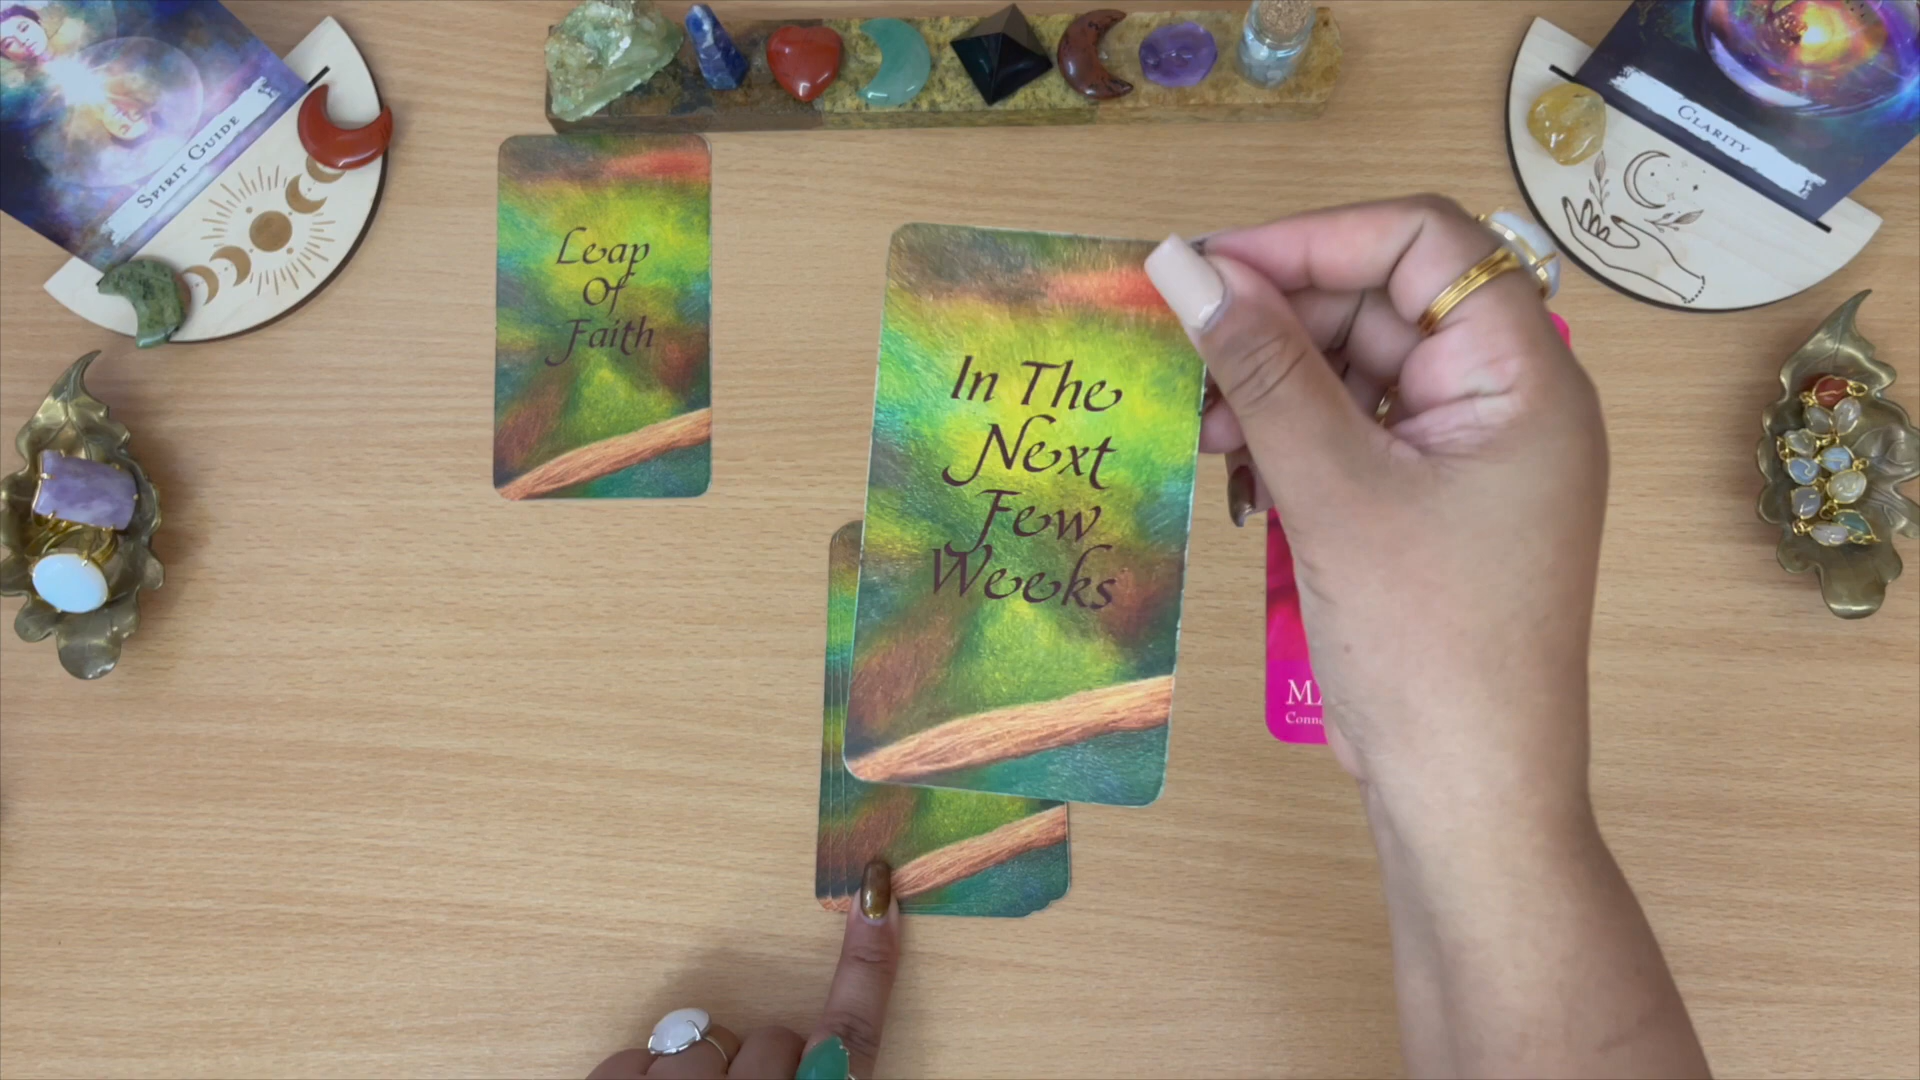 Spirit Guide
Clarity
Leap
Of
Faith
In The
Next
Few
Weeks